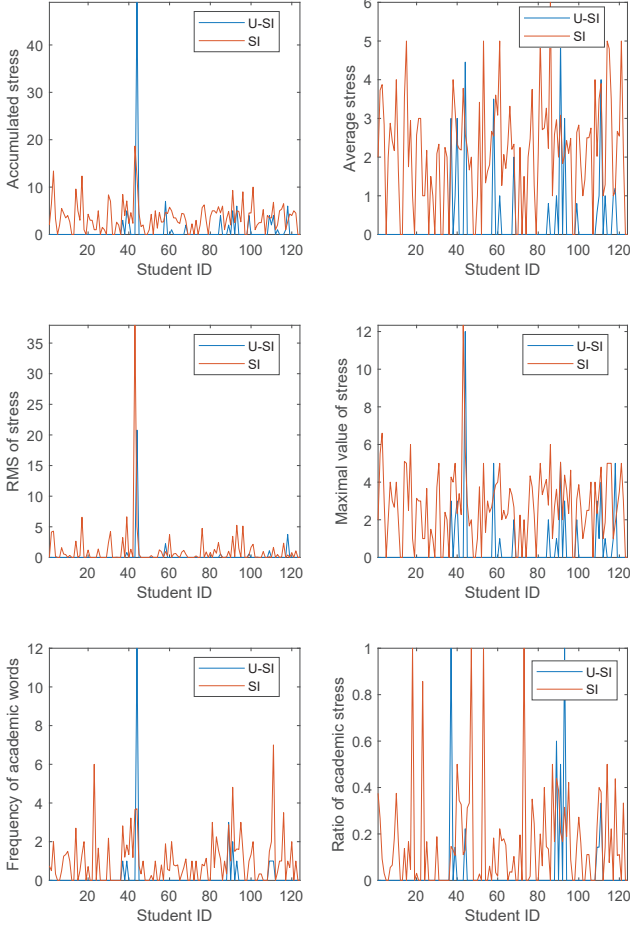 Accumulated stress
40
30
20
10
0
20 40 60 80 100 120
Student ID
U-SI
SI
Average stress
6
5
4
3
2
1
0
20 40 60 80 100 120
Student ID
U-SI
SI
RMS of stress
35
30
25
20
15
10
5
0
20 40 60 80 100 120
Student ID
U-SI
SI
Maximal value of stress
12
10
8
6
4
2
0
20 40 60 80 100 120
Student ID
U-SI
SI
Frequency of academic words
12
10
8
6
4
2
0
20 40 60 80 100 120
Student ID
U-SI
SI
Ratio of academic stress
1
0.8
0.6
0.4
0.2
0
20 40 60 80 100 120
Student ID
U-SI
SI